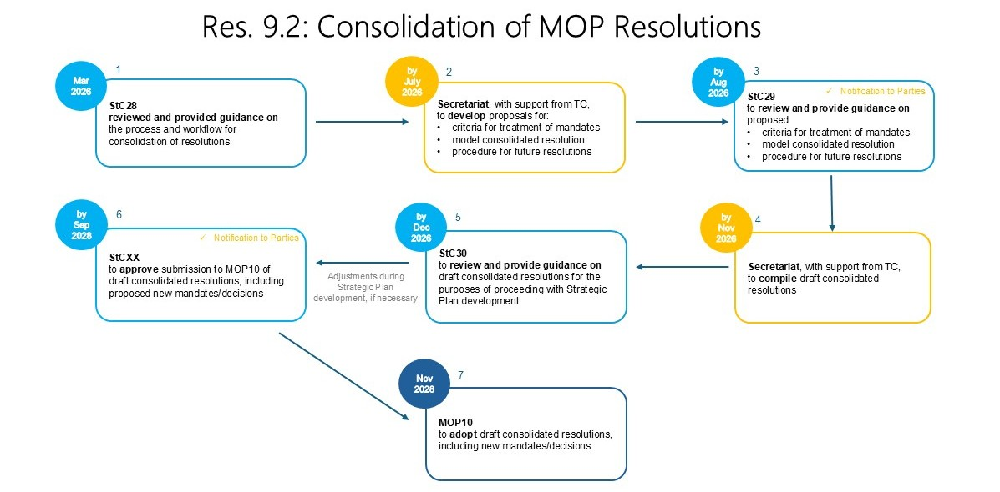 Res. 9.2: Consolidation of MOP Resolutions
Mar
2026
1
StC28
reviewed and provided guidance on
the process and workflow for
consolidation of resolutions
by
July
2026
2
Secretariat, with support from TC,
to develop proposals for:
• criteria for treatment of mandates
• model consolidated resolution
• procedure for future resolutions
by
Aug
2026
3
✓ Notification to Parties
StC29
to review and provide guidance on
proposed
• criteria for treatment of mandates
• model consolidated resolution
• procedure for future resolutions
by
Nov
2026
4
Secretariat, with support from TC,
to compile draft consolidated
resolutions
by
Dec
2026
5
StC30
to review and provide guidance on
draft consolidated resolutions for the
purposes of proceeding with Strategic
Plan development
Adjustments during
Strategic Plan
development, if necessary
by
Sep
2028
6
✓ Notification to Parties
StCXX
to approve submission to MOP10 of
draft consolidated resolutions, including
proposed new mandates/decisions
Nov
2028
7
MOP10
to adopt draft consolidated resolutions,
including new mandates/decisions